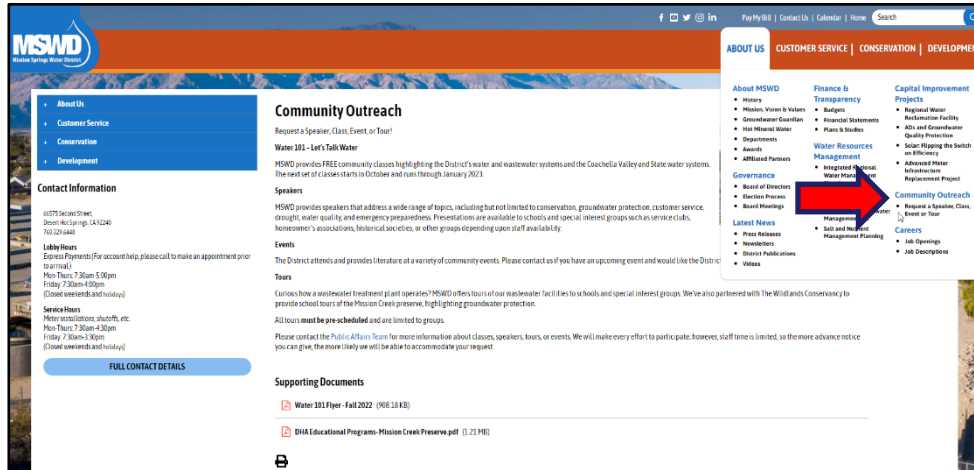 Pay My Bill | Contact Us | Calendar | Home
Search
MSWD
Mission Springs Water District
ABOUT US
CUSTOMER SERVICE | CONSERVATION | DEVELOPMEN
+ About Us
+ Customer Service
+ Conservation
+ Development
Contact Information
66575 Second Street,
Desert Hot Springs, CA 92240
760.329.6448
Lobby Hours
Express Payments (For account help, please call to make an appointment prior
to arrival.)
Mon-Thurs: 7:30am-5:00pm
Friday: 7:30am-4:00pm
(Closed weekends and holidays)
Service Hours
Meter installations, shutoffs, etc.
Mon-Thurs: 7:30am-4:30pm
Friday: 7:30am-3:30pm
(Closed weekends and holidays)
FULL CONTACT DETAILS
Community Outreach
Request a Speaker, Class, Event, or Tour!
Water 101 – Let's Talk Water
MSWD provides FREE community classes highlighting the District's water and wastewater systems and the Coachella Valley and State water systems.
The next set of classes starts in October and runs through January 2023.
Speakers
MSWD provides speakers that address a wide range of topics, including but not limited to conservation, groundwater protection, customer service,
drought, water quality, and emergency preparedness. Presentations are available to schools and special interest groups such as service clubs,
homeowner's associations, historical societies, or other groups depending upon staff availability.
Events
The District attends and provides literature at a variety of community events. Please contact us if you have an upcoming event and would like the Distric
Tours
Curious how a wastewater treatment plant operates? MSWD offers tours of our wastewater facilities to schools and special interest groups. We've also partnered with The Wildlands Conservancy to
provide school tours of the Mission Creek preserve, highlighting groundwater protection.
All tours must be pre-scheduled and are limited to groups.
Please contact the Public Affairs Team for more information about classes, speakers, tours, or events. We will make every effort to participate; however, staff time is limited, so the more advance notice
you can give, the more likely we will be able to accommodate your request.
Supporting Documents
Water 101 Flyer - Fall 2022 (908.18 KB)
DHA Educational Programs- Mission Creek Preserve.pdf (1.21 MB)
About MSWD
• History
• Mission, Vision & Values
• Groundwater Guardian
• Hot Mineral Water
• Departments
• Awards
• Affiliated Partners
Governance
• Board of Directors
• Election Process
• Board Meetings
Latest News
• Press Releases
• Newsletters
• District Publications
• Videos
Finance &
Transparency
• Budgets
• Financial Statements
• Plans & Studies
Water Resources
Management
• Integrated Regional
Water Management
water
Management
• Salt and Nutrient
Management Planning
Capital Improvement
Projects
• Regional Water
Reclamation Facility
• ADs and Groundwater
Quality Protection
• Solar: Flipping the Switch
on Efficiency
• Advanced Meter
Infrastructure
Replacement Project
Community Outreach
• Request a Speaker, Class,
Event or Tour
Careers
• Job Openings
• Job Descriptions